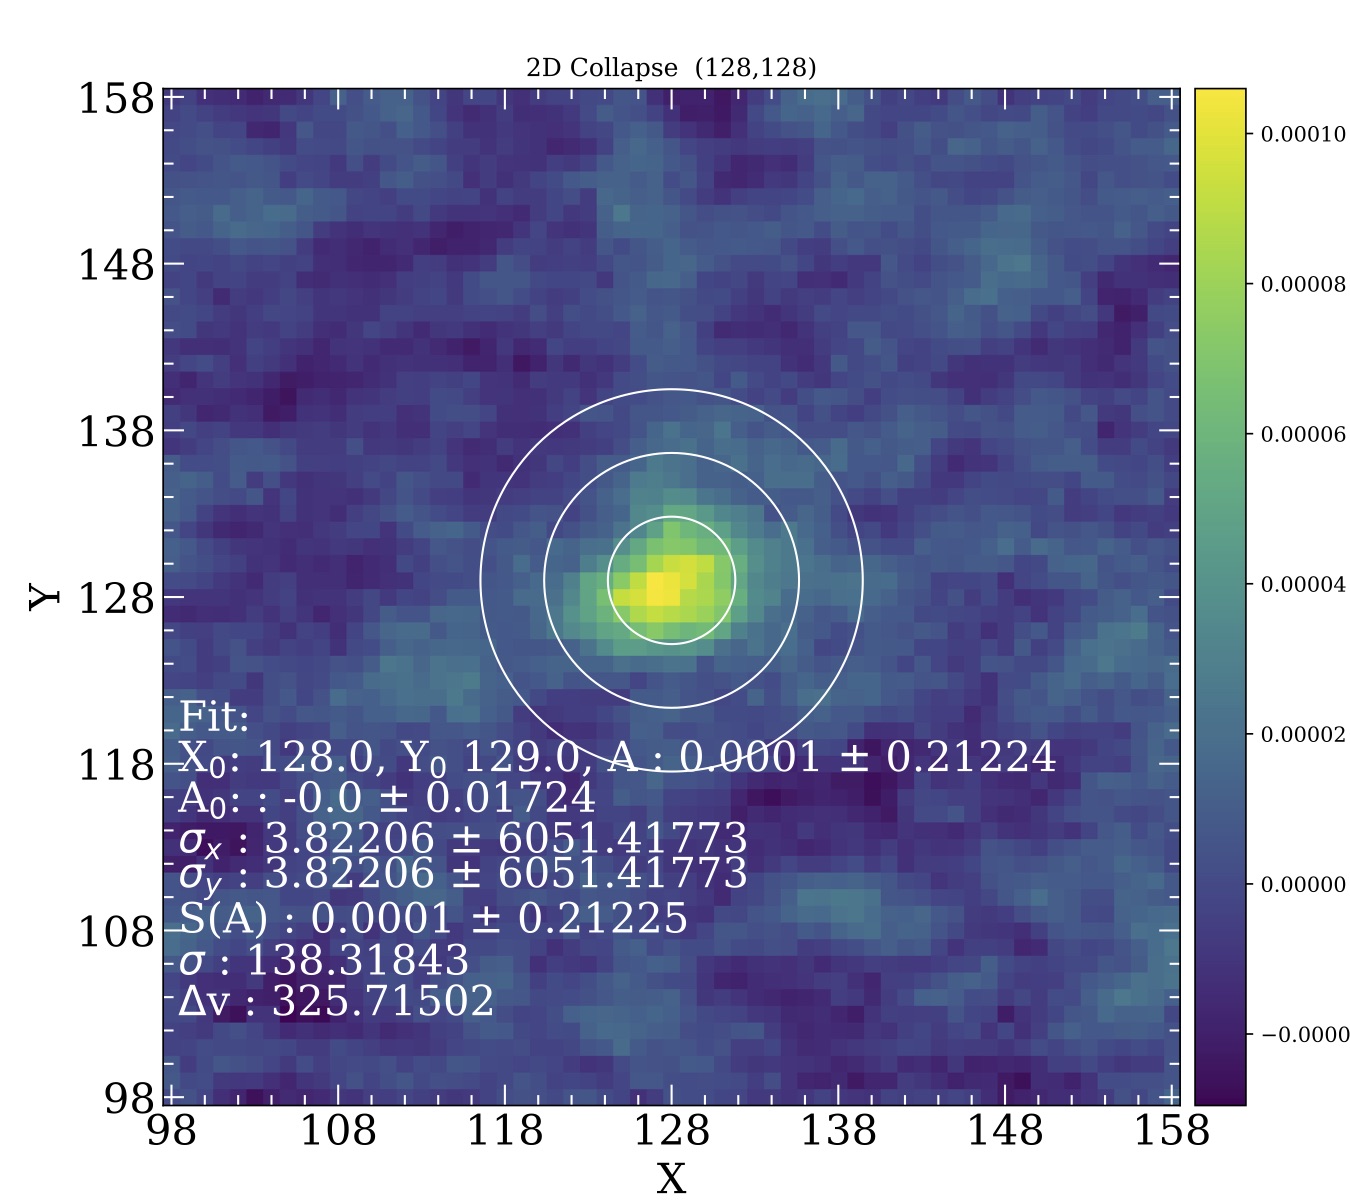 2D Collapse (128,128)
158
148
138
128
118
108
98
Y
Fit:
X₀: 128.0, Y₀ 129.0, A : 0.0001 ± 0.21224
A₀: : -0.0 ± 0.01724
σₓ : 3.82206 ± 6051.41773
σ_y : 3.82206 ± 6051.41773
S(A) : 0.0001 ± 0.21225
σ : 138.31843
Δv : 325.71502
98 108 118 128 138 148 158
X
0.00010
0.00008
0.00006
0.00004
0.00002
0.00000
−0.0000